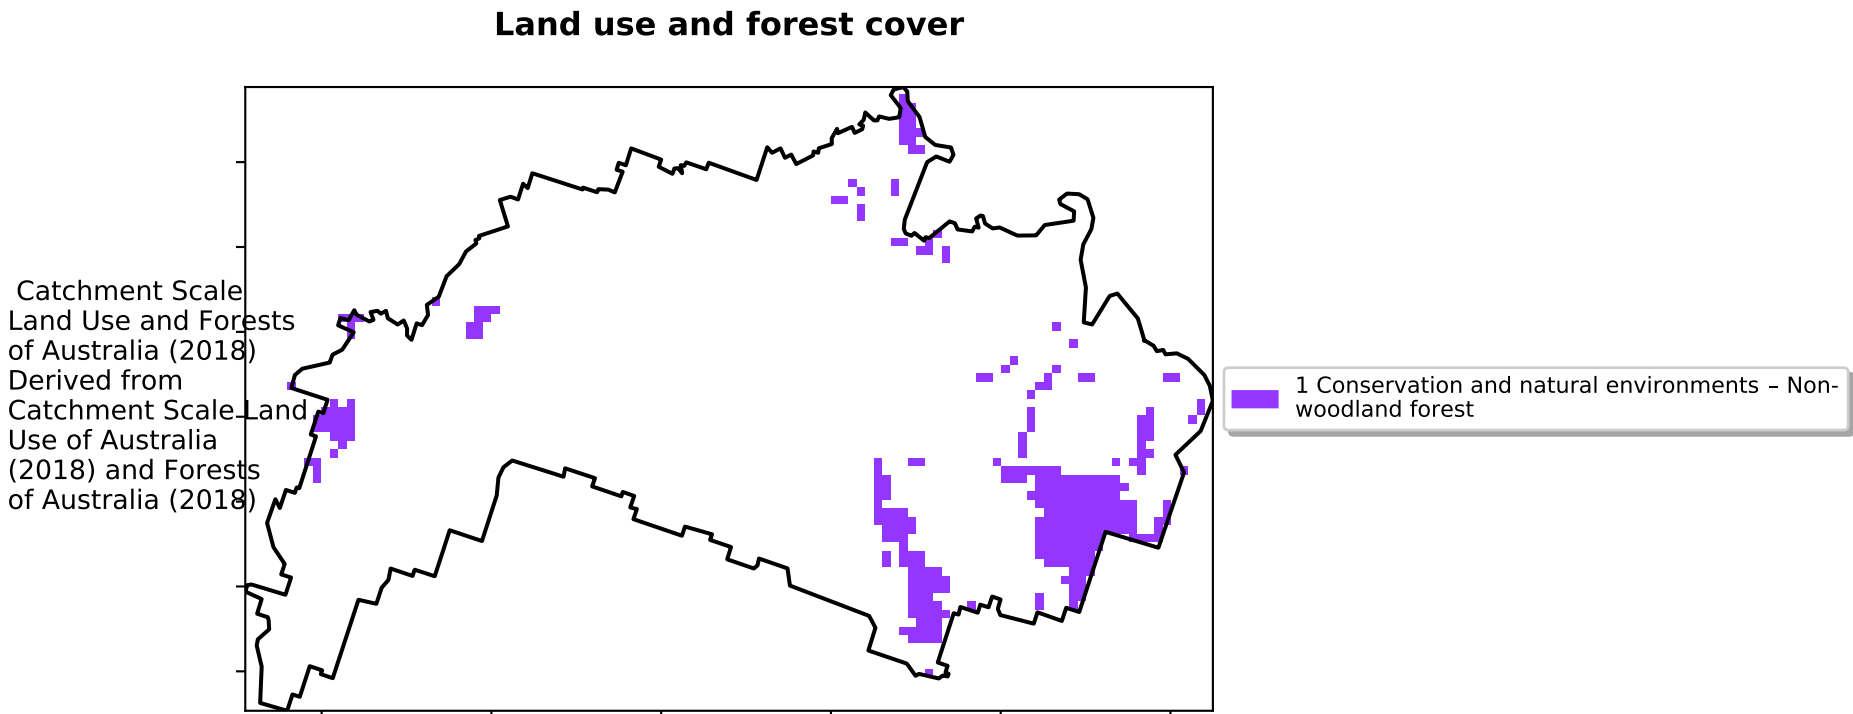 Land use and forest cover
Catchment Scale
Land Use and Forests
of Australia (2018)
Derived from
Catchment Scale Land
Use of Australia
(2018) and Forests
of Australia (2018)
1 Conservation and natural environments – Non-
woodland forest